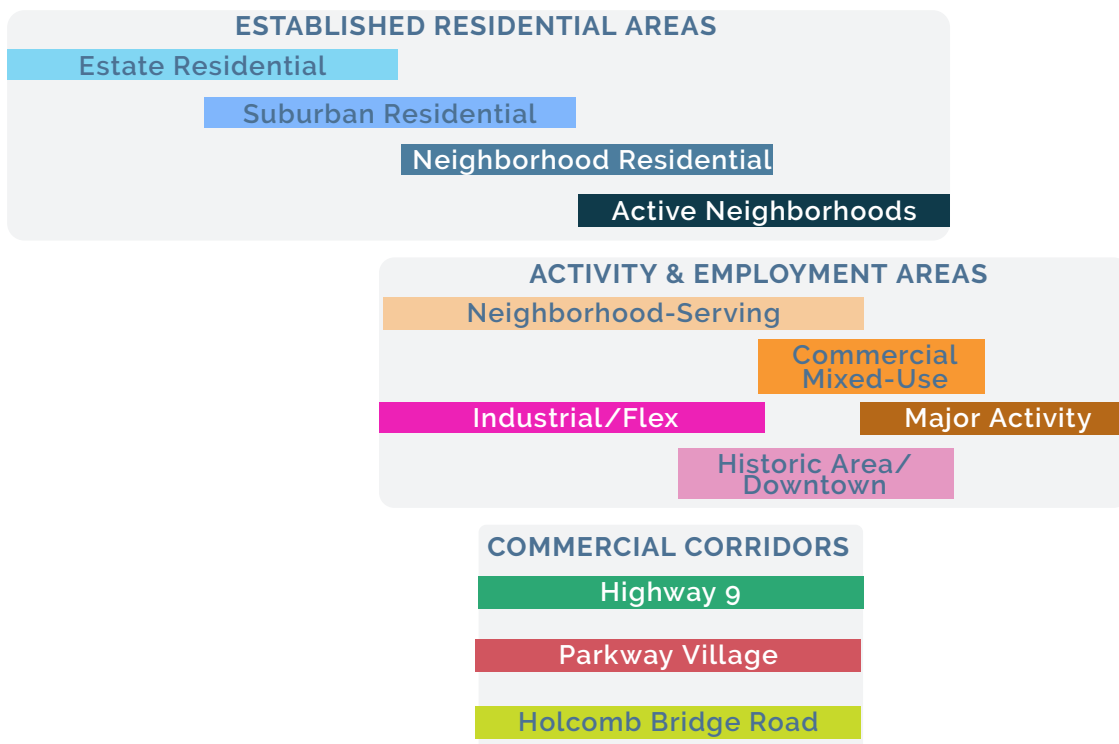 ESTABLISHED RESIDENTIAL AREAS
Estate Residential
Suburban Residential
Neighborhood Residential
Active Neighborhoods
ACTIVITY & EMPLOYMENT AREAS
Neighborhood-Serving
Commercial
Mixed-Use
Industrial/Flex
Major Activity
Historic Area/
Downtown
COMMERCIAL CORRIDORS
Highway 9
Parkway Village
Holcomb Bridge Road